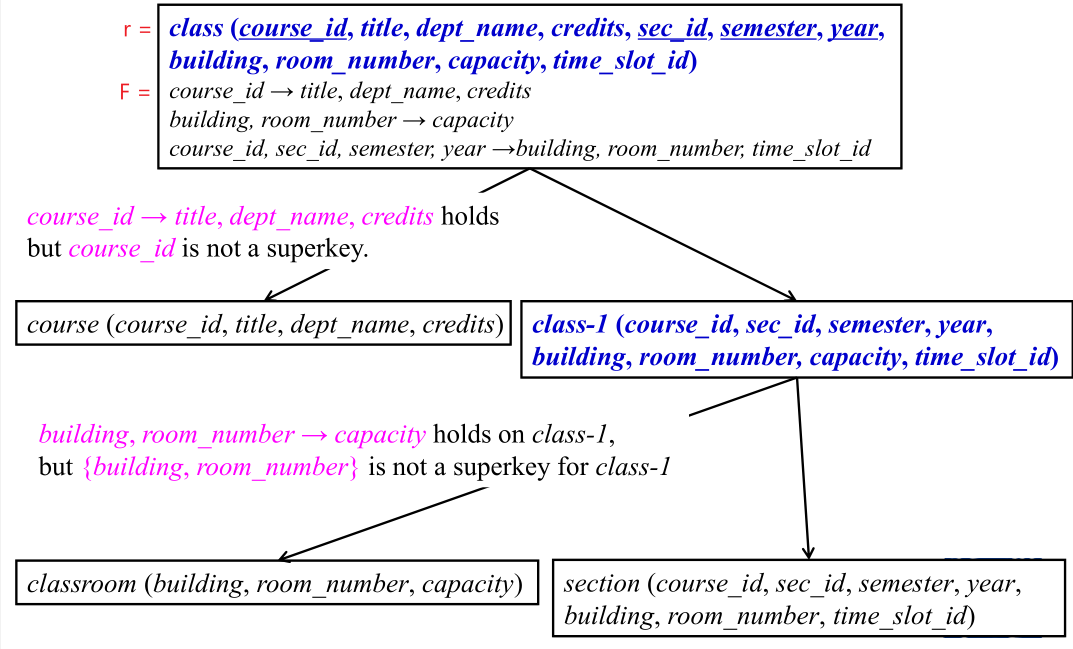 r = class (course_id, title, dept_name, credits, sec_id, semester, year,
building, room_number, capacity, time_slot_id)
F = course_id → title, dept_name, credits
building, room_number → capacity
course_id, sec_id, semester, year →building, room_number, time_slot_id
course_id → title, dept_name, credits holds
but course_id is not a superkey.
course (course_id, title, dept_name, credits)
class-1 (course_id, sec_id, semester, year,
building, room_number, capacity, time_slot_id)
building, room_number → capacity holds on class-1,
but {building, room_number} is not a superkey for class-1
classroom (building, room_number, capacity)
section (course_id, sec_id, semester, year,
building, room_number, time_slot_id)